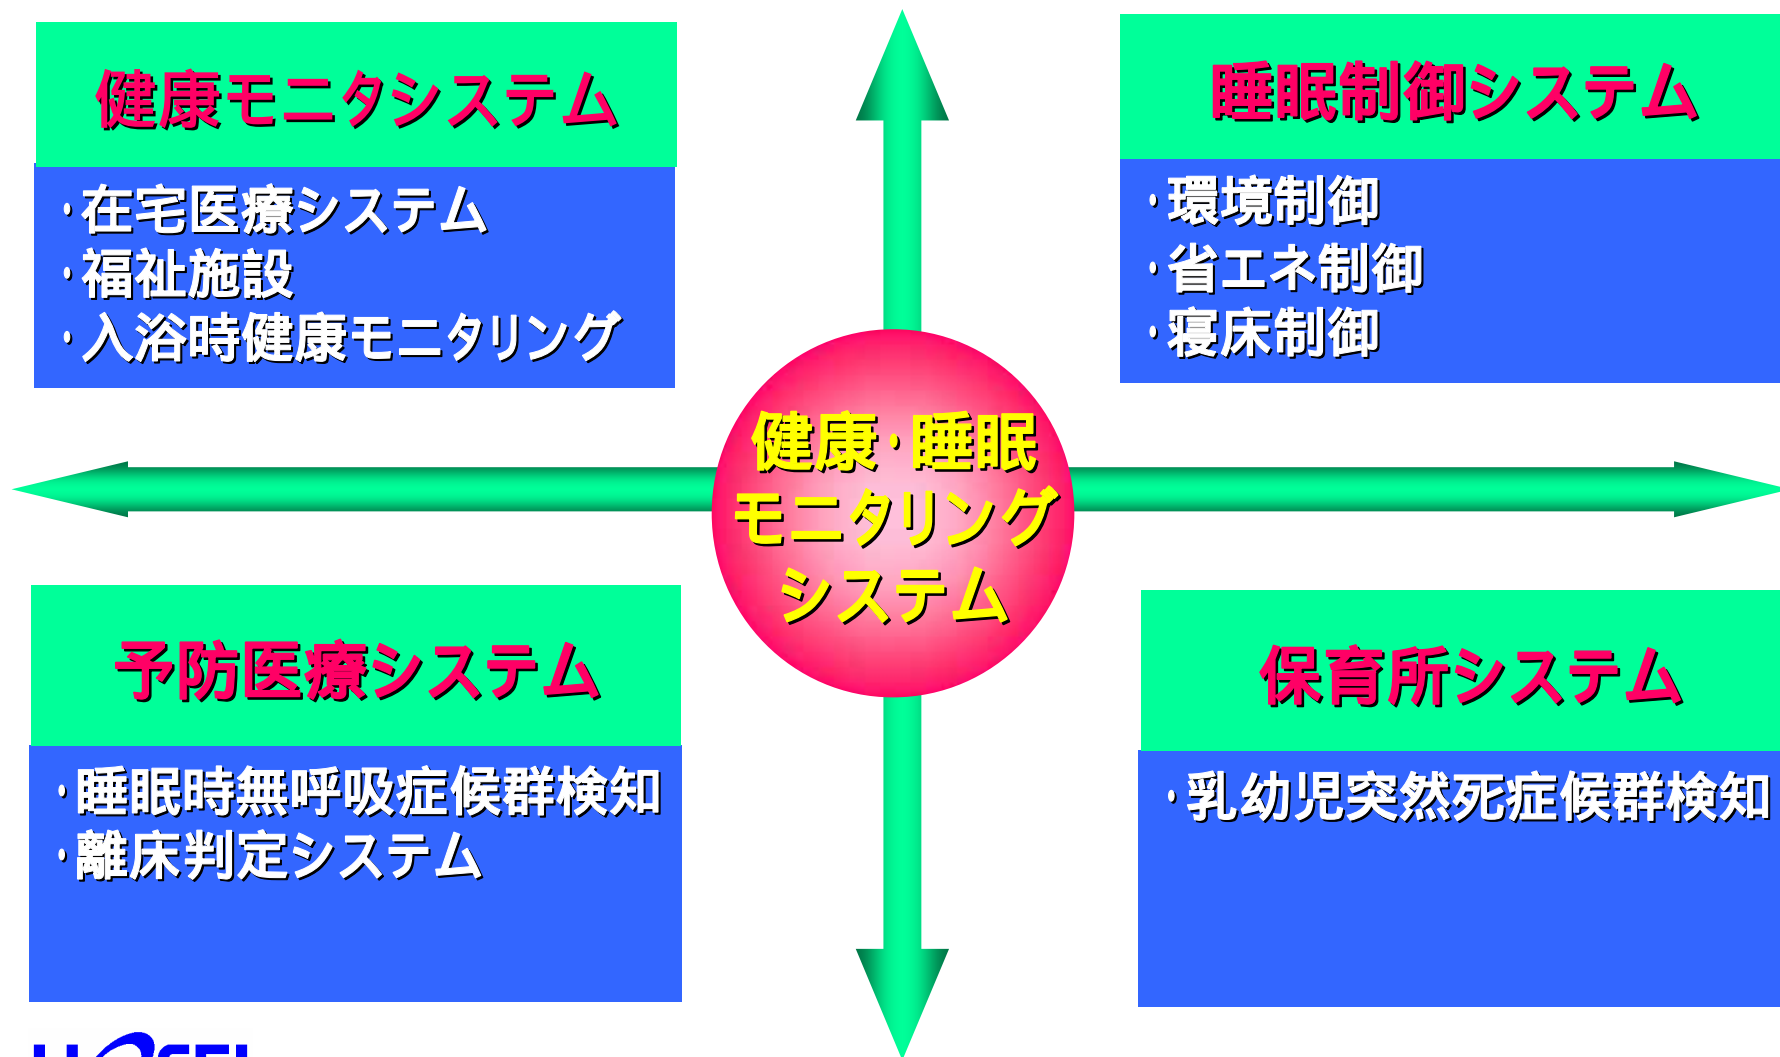 健康モニタシステム
・在宅医療システム
・福祉施設
・入浴時健康モニタリング
睡眠制御システム
・環境制御
・省エネ制御
・寝床制御
健康・睡眠
モニタリング
システム
予防医療システム
・睡眠時無呼吸症候群検知
・離床判定システム
保育所システム
・乳幼児突然死症候群検知